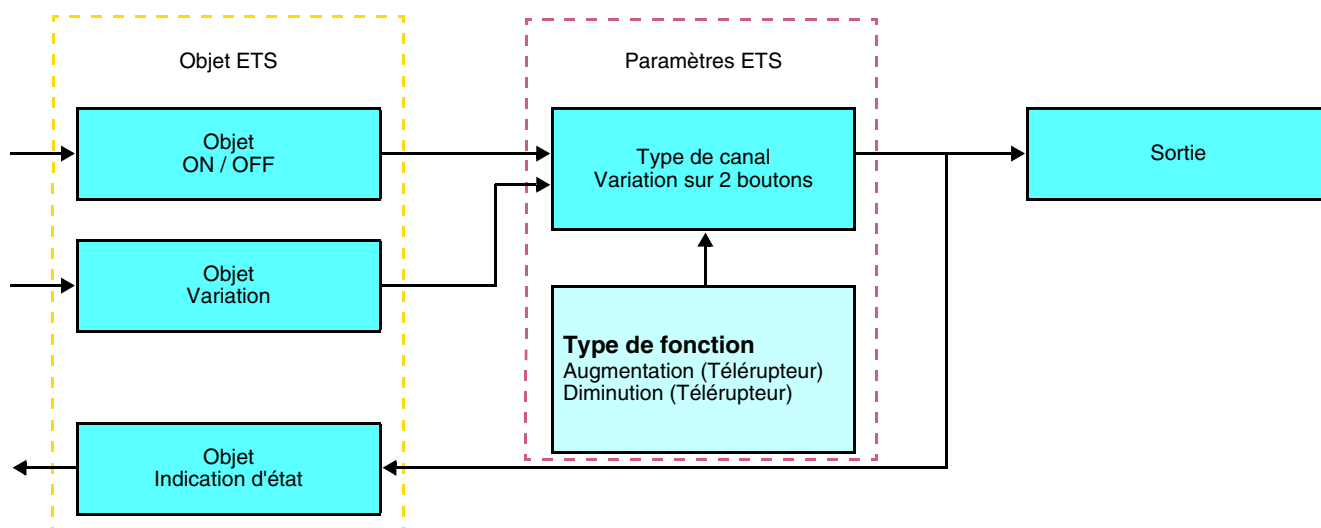 Objet ETS
Paramètres ETS
Objet
ON / OFF
Type de canal
Variation sur 2 boutons
Sortie
Objet
Variation
Type de fonction
Augmentation (Télérupteur)
Diminution (Télérupteur)
Objet
Indication d'état